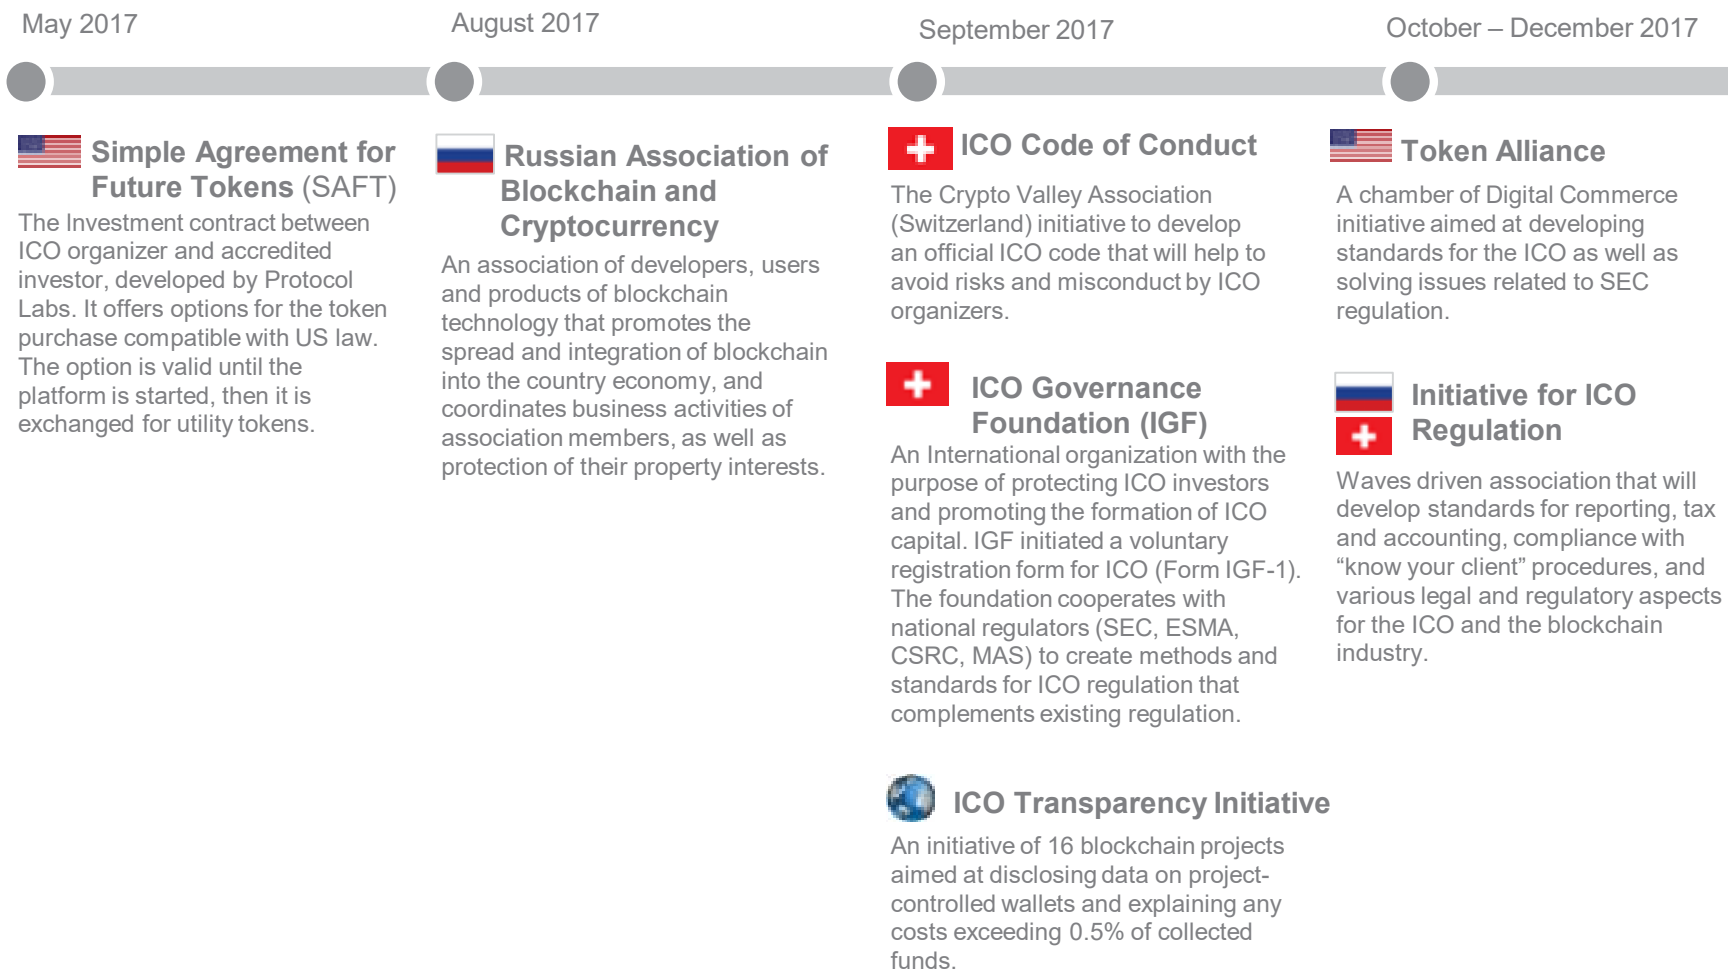 May 2017
August 2017
September 2017
October – December 2017
Simple Agreement for
Future Tokens (SAFT)
The Investment contract between
ICO organizer and accredited
investor, developed by Protocol
Labs. It offers options for the token
purchase compatible with US law.
The option is valid until the
platform is started, then it is
exchanged for utility tokens.
Russian Association of
Blockchain and
Cryptocurrency
An association of developers, users
and products of blockchain
technology that promotes the
spread and integration of blockchain
into the country economy, and
coordinates business activities of
association members, as well as
protection of their property interests.
ICO Code of Conduct
The Crypto Valley Association
(Switzerland) initiative to develop
an official ICO code that will help to
avoid risks and misconduct by ICO
organizers.
ICO Governance
Foundation (IGF)
An International organization with the
purpose of protecting ICO investors
and promoting the formation of ICO
capital. IGF initiated a voluntary
registration form for ICO (Form IGF-1).
The foundation cooperates with
national regulators (SEC, ESMA,
CSRC, MAS) to create methods and
standards for ICO regulation that
complements existing regulation.
ICO Transparency Initiative
An initiative of 16 blockchain projects
aimed at disclosing data on project-
controlled wallets and explaining any
costs exceeding 0.5% of collected
funds.
Token Alliance
A chamber of Digital Commerce
initiative aimed at developing
standards for the ICO as well as
solving issues related to SEC
regulation.
Initiative for ICO
Regulation
Waves driven association that will
develop standards for reporting, tax
and accounting, compliance with
“know your client” procedures, and
various legal and regulatory aspects
for the ICO and the blockchain
industry.